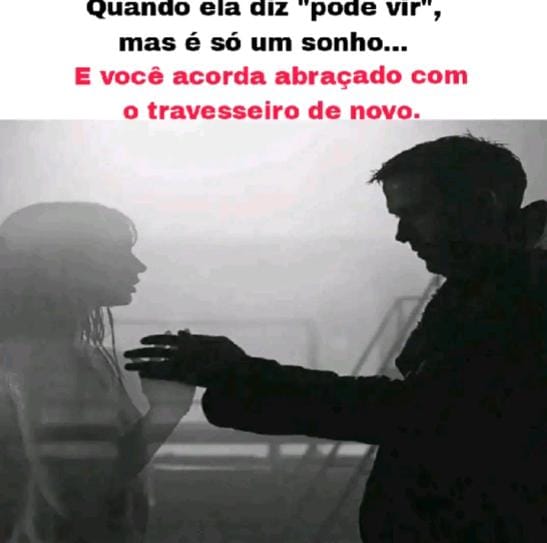 Quando ela diz "pode vir",
mas é só um sonho...
E você acorda abraçado com
o travesseiro de novo.